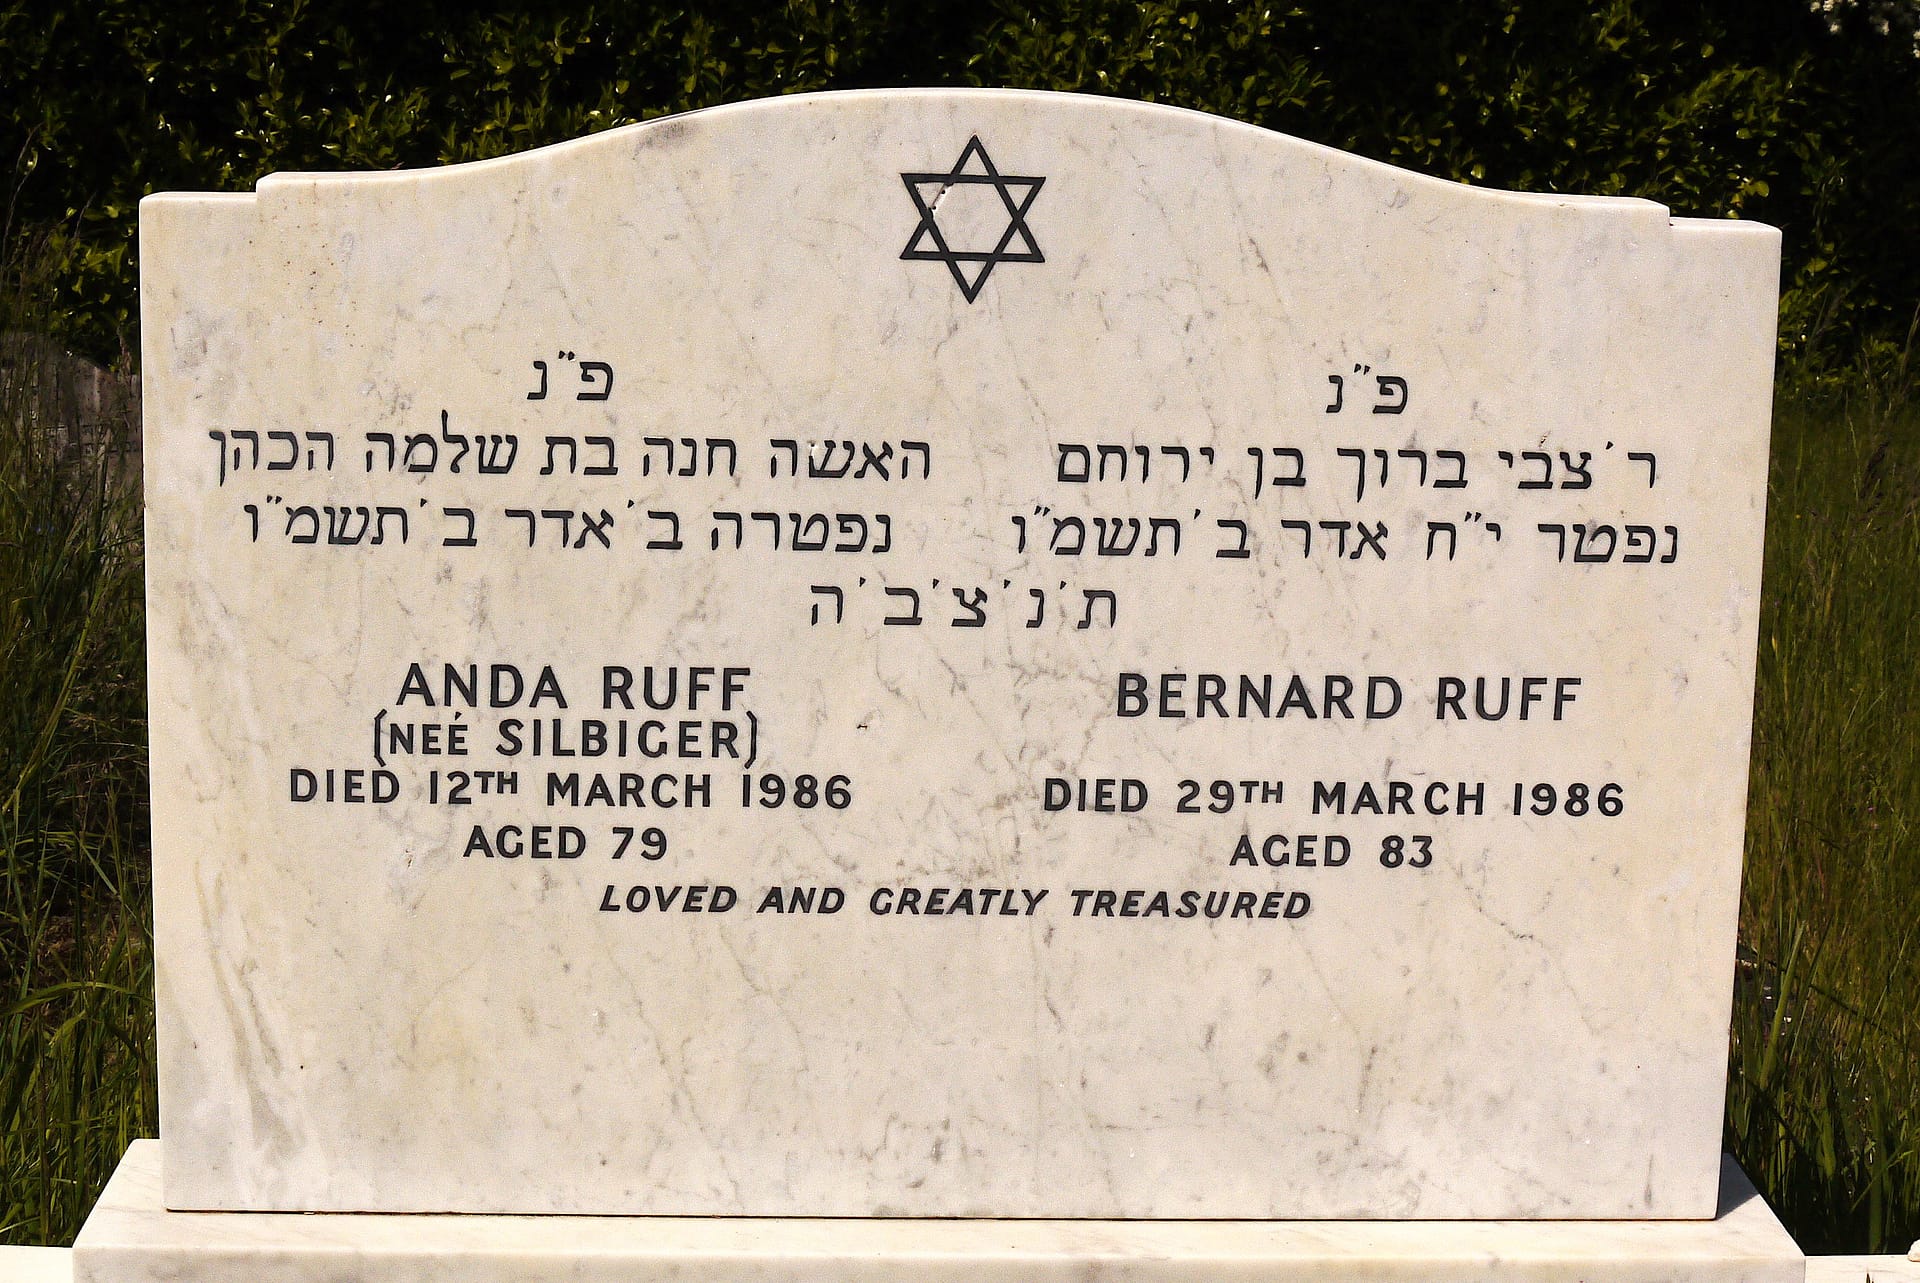 פ"נ
ר' צבי ברוך בן ירוחם
נפטר י"ח אדר ב' תשמ"ו
פ"נ
האשה חנה בת שלמה הכהן
נפטרה ב' אדר ב' תשמ"ו
ת'נ'צ'ב'ה
ANDA RUFF
(NEÉ SILBIGER)
DIED 12TH MARCH 1986
AGED 79
BERNARD RUFF
DIED 29TH MARCH 1986
AGED 83
LOVED AND GREATLY TREASURED